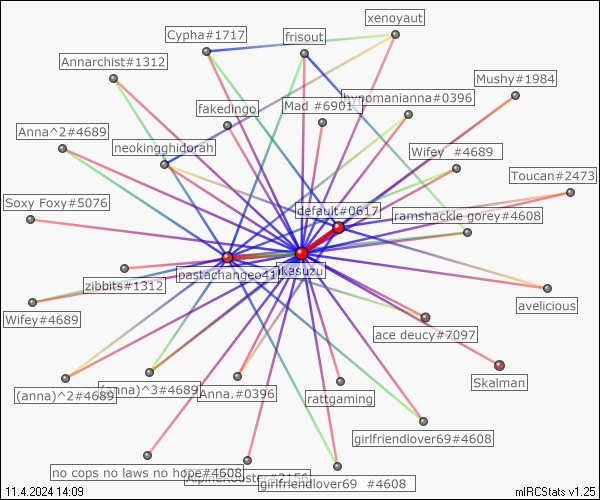 xenoyaut
Cypha#1717
frisout
Annarchist#1312
Mushy#1984
fakedingo
Mad #6901
hypomanianna#0396
Anna^2#4689
neokingghidorah
Wifey #4689
Toucan#2473
Soxy Foxy#5076
default#0617
ramshackle gorey#4608
pastachangeo41
ikasuzu
zibbits#1312
avelicious
Wifey#4689
ace deucy#7097
Skalman
(anna)^2#4689
(anna)^3#4689
Anna.#0396
rattgaming
girlfriendlover69#4608
no cops no laws no hope#4608
girlfriendlover69 #4608
11.4.2024 14:09
mIRCStats v1.25